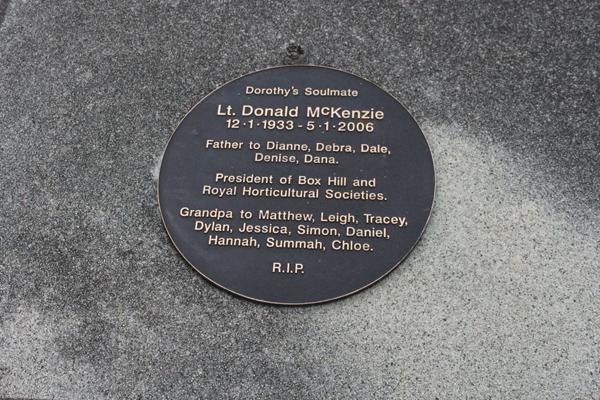 Dorothy's Soulmate
Lt. Donald McKenzie
12·1·1933 - 5·1·2006
Father to Dianne, Debra, Dale,
Denise, Dana.
President of Box Hill and
Royal Horticultural Societies.
Grandpa to Matthew, Leigh, Tracey,
Dylan, Jessica, Simon, Daniel,
Hannah, Summah, Chloe.
R.I.P.